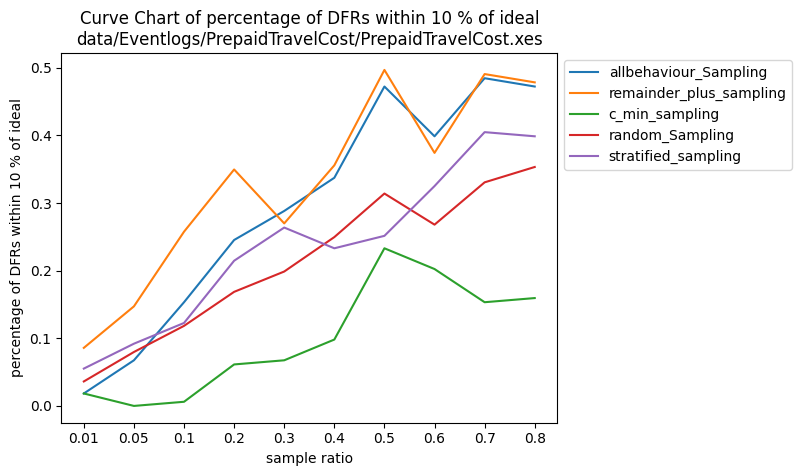 Curve Chart of percentage of DFRs within 10 % of ideal
data/Eventlogs/PrepaidTravelCost/PrepaidTravelCost.xes
percentage of DFRs within 10 % of ideal
0.5
0.4
0.3
0.2
0.1
0.0
0.01 0.05 0.1 0.2 0.3 0.4 0.5 0.6 0.7 0.8
sample ratio
allbehaviour_Sampling
remainder_plus_sampling
c_min_sampling
random_Sampling
stratified_sampling